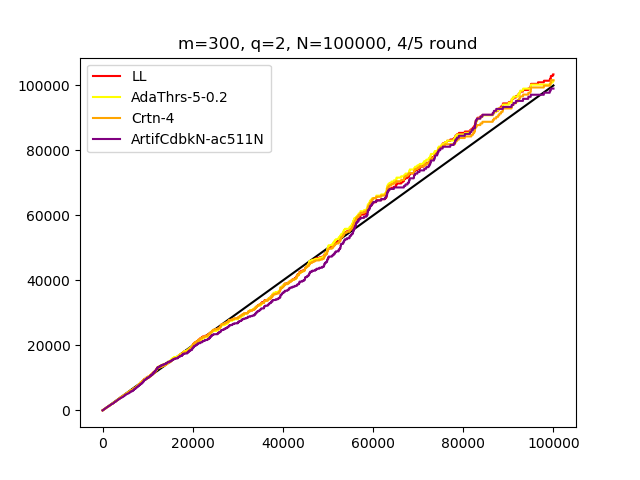 m=300, q=2, N=100000, 4/5 round
LL
AdaThrs-5-0.2
Crtn-4
ArtifCdbkN-ac511N
100000
80000
60000
40000
20000
0
0 20000 40000 60000 80000 100000